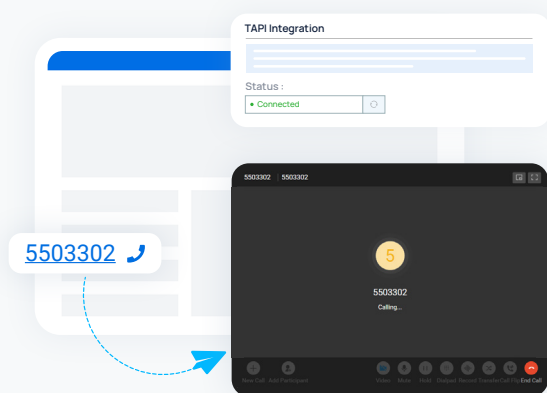 TAPI Integration
Status :
Connected
5503302 5503302
5503302
5
5503302
Calling...
New Call Add Participant Video Mute Hold Dialpad Record Transfer Call Flip End Call